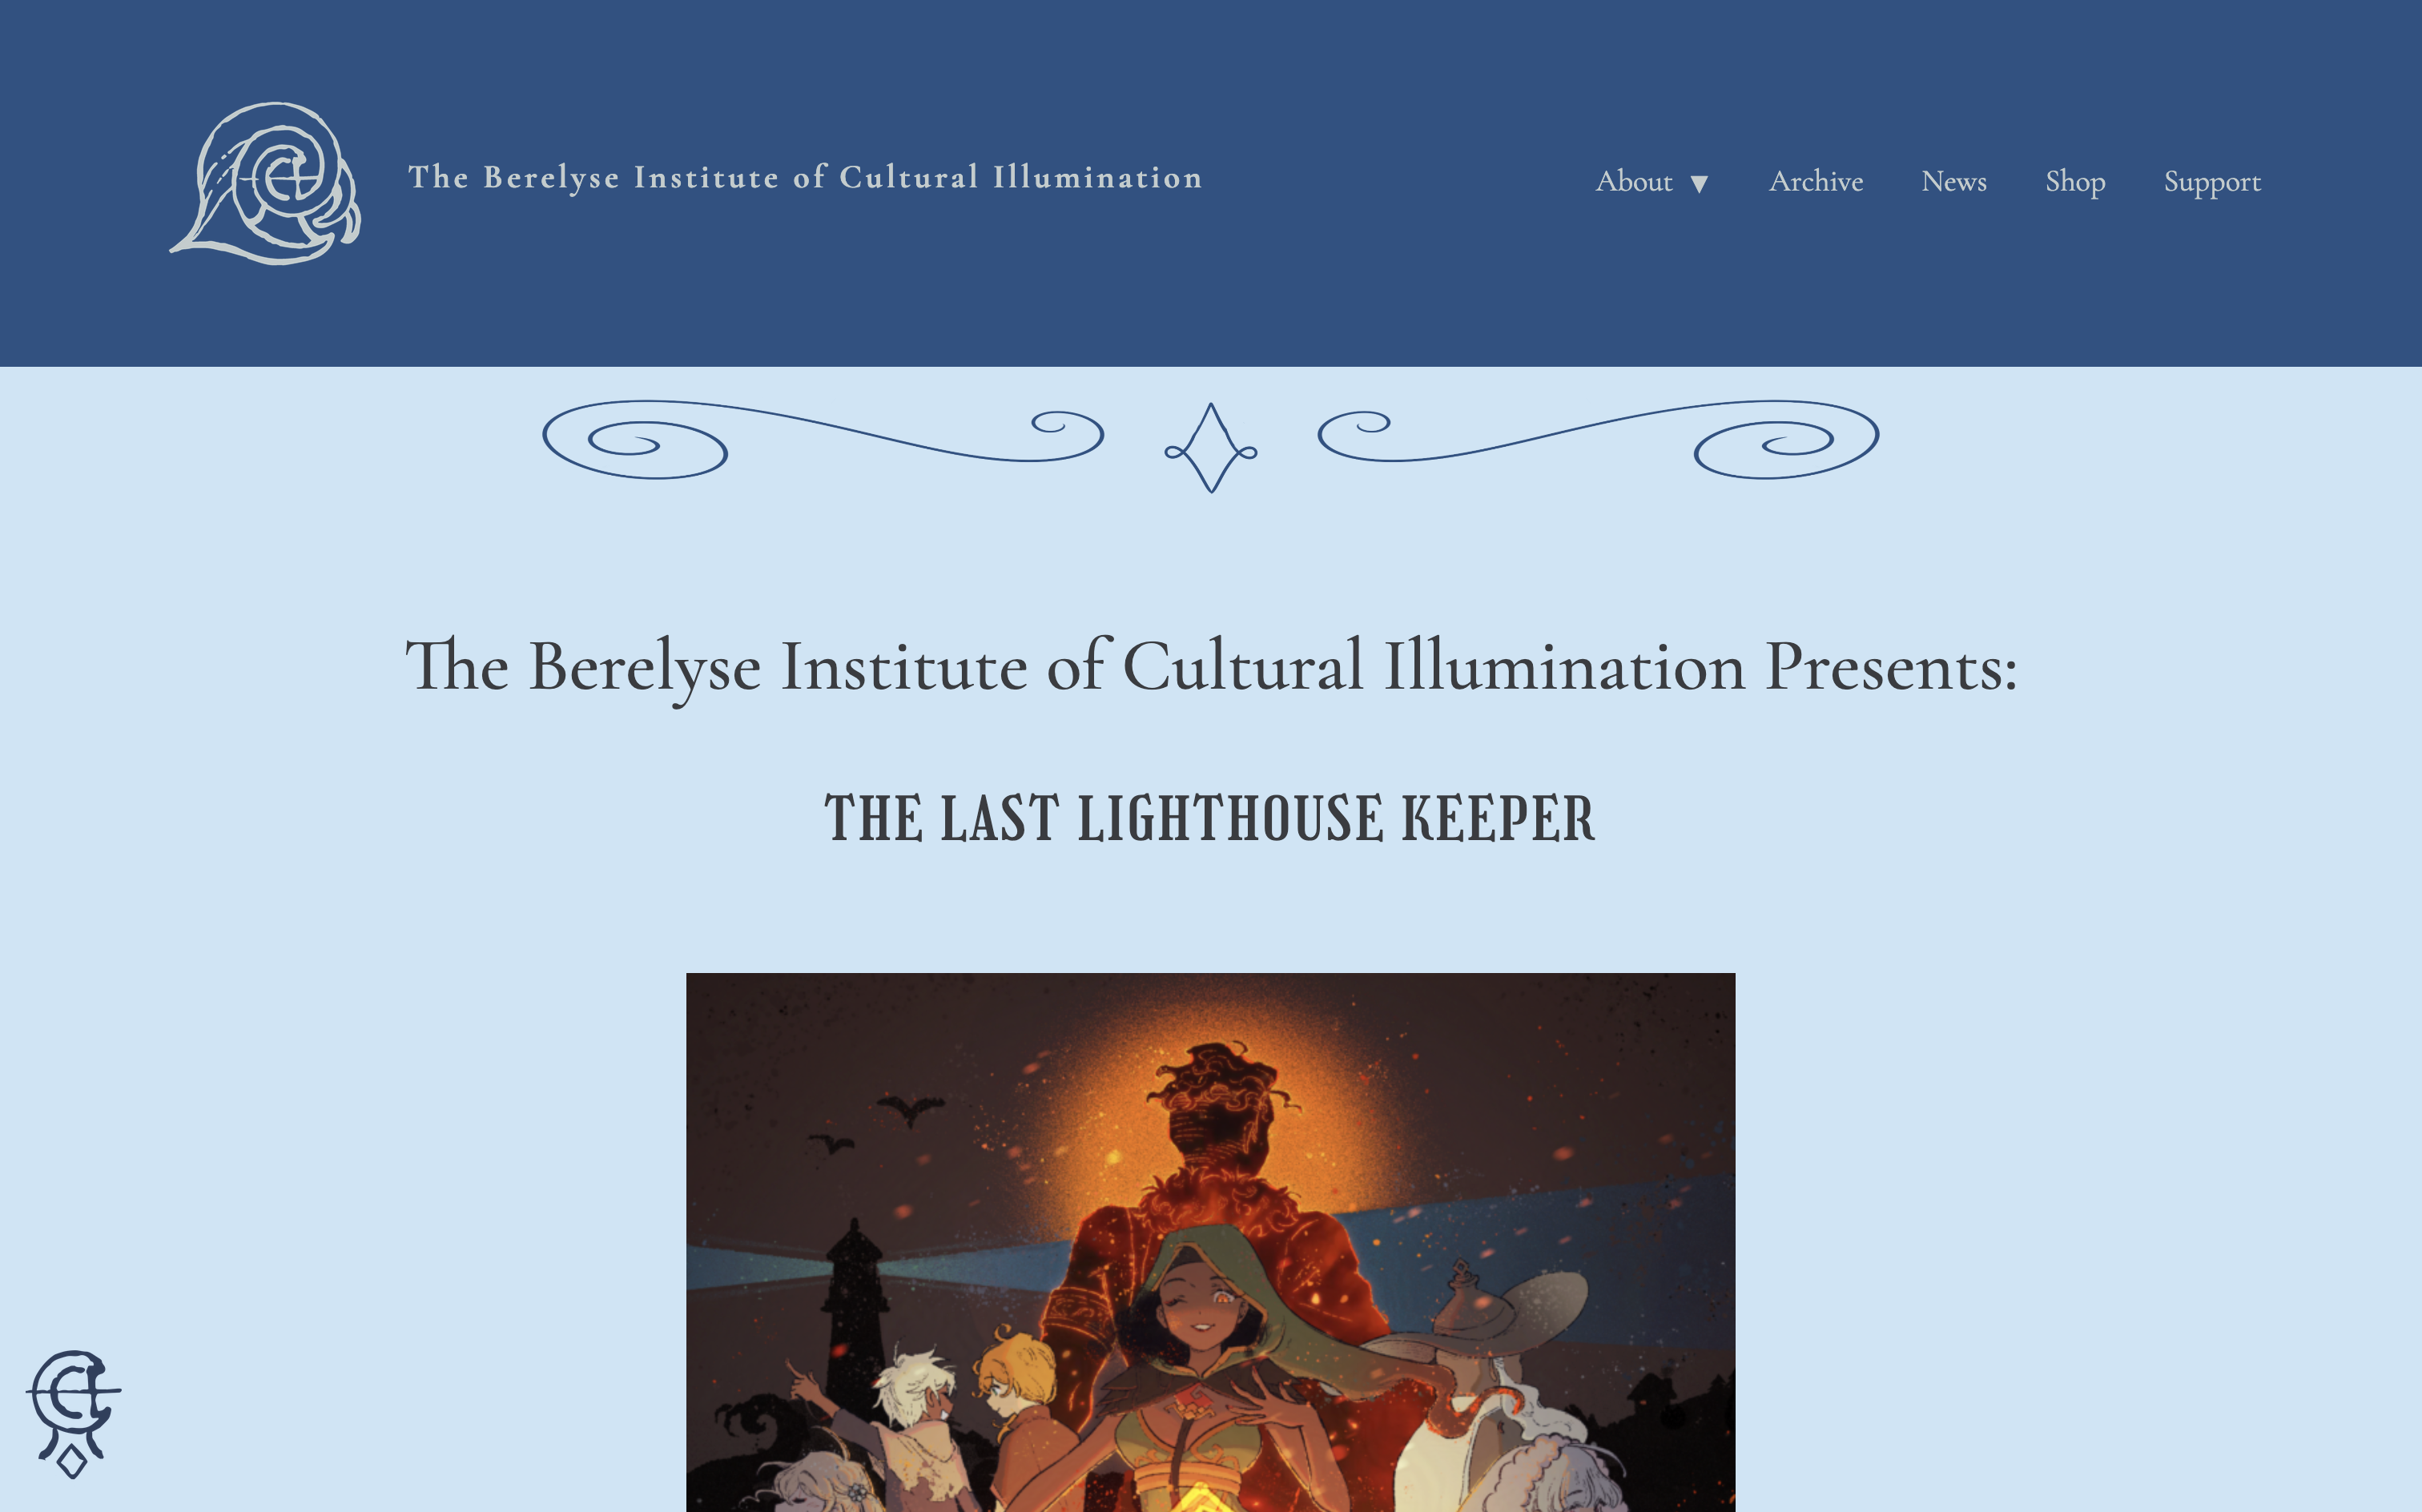 The Berelyse Institute of Cultural Illumination
About ▼ Archive News Shop Support
The Berelyse Institute of Cultural Illumination Presents:
THE LAST LIGHTHOUSE KEEPER